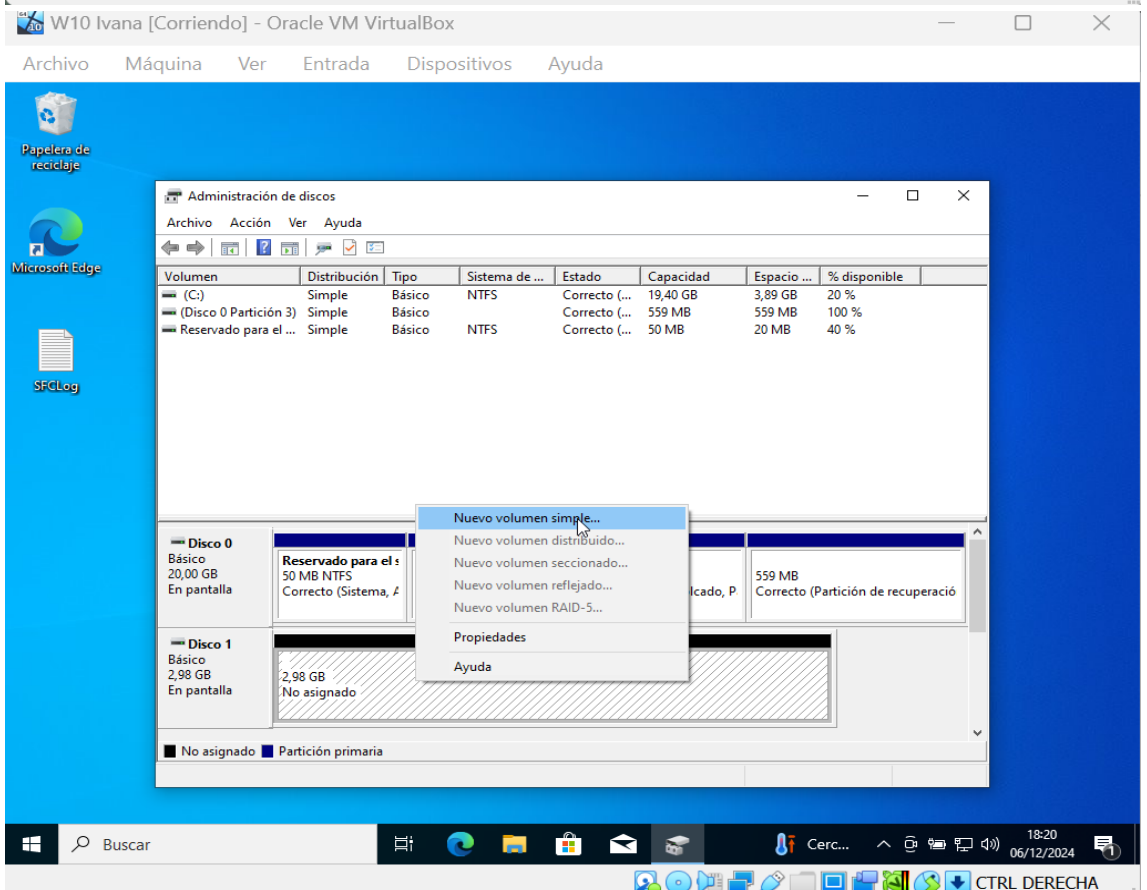 W10 Ivana [Corriendo] - Oracle VM VirtualBox
Archivo Máquina Ver Entrada Dispositivos Ayuda
Papelera de
reciclaje
Microsoft Edge
SFCLog
Administración de discos
Archivo Acción Ver Ayuda
Volumen Distribución Tipo Sistema de ... Estado Capacidad Espacio ... % disponible
(C:) Simple Básico NTFS Correcto (... 19,40 GB 3,89 GB 20 %
(Disco 0 Partición 3) Simple Básico Correcto (... 559 MB 559 MB 100 %
Reservado para el ... Simple Básico NTFS Correcto (... 50 MB 20 MB 40 %
Nuevo volumen simple...
Nuevo volumen distribuido...
Nuevo volumen seccionado...
Nuevo volumen reflejado...
Nuevo volumen RAID-5...
Propiedades
Ayuda
Disco 0
Básico
20,00 GB
En pantalla
Reservado para el s
50 MB NTFS
Correcto (Sistema, A
lcado, P
559 MB
Correcto (Partición de recuperació
Disco 1
Básico
2,98 GB
En pantalla
2,98 GB
No asignado
No asignado Partición primaria
Buscar
Cerc...
18:20
06/12/2024
1
CTRL DERECHA